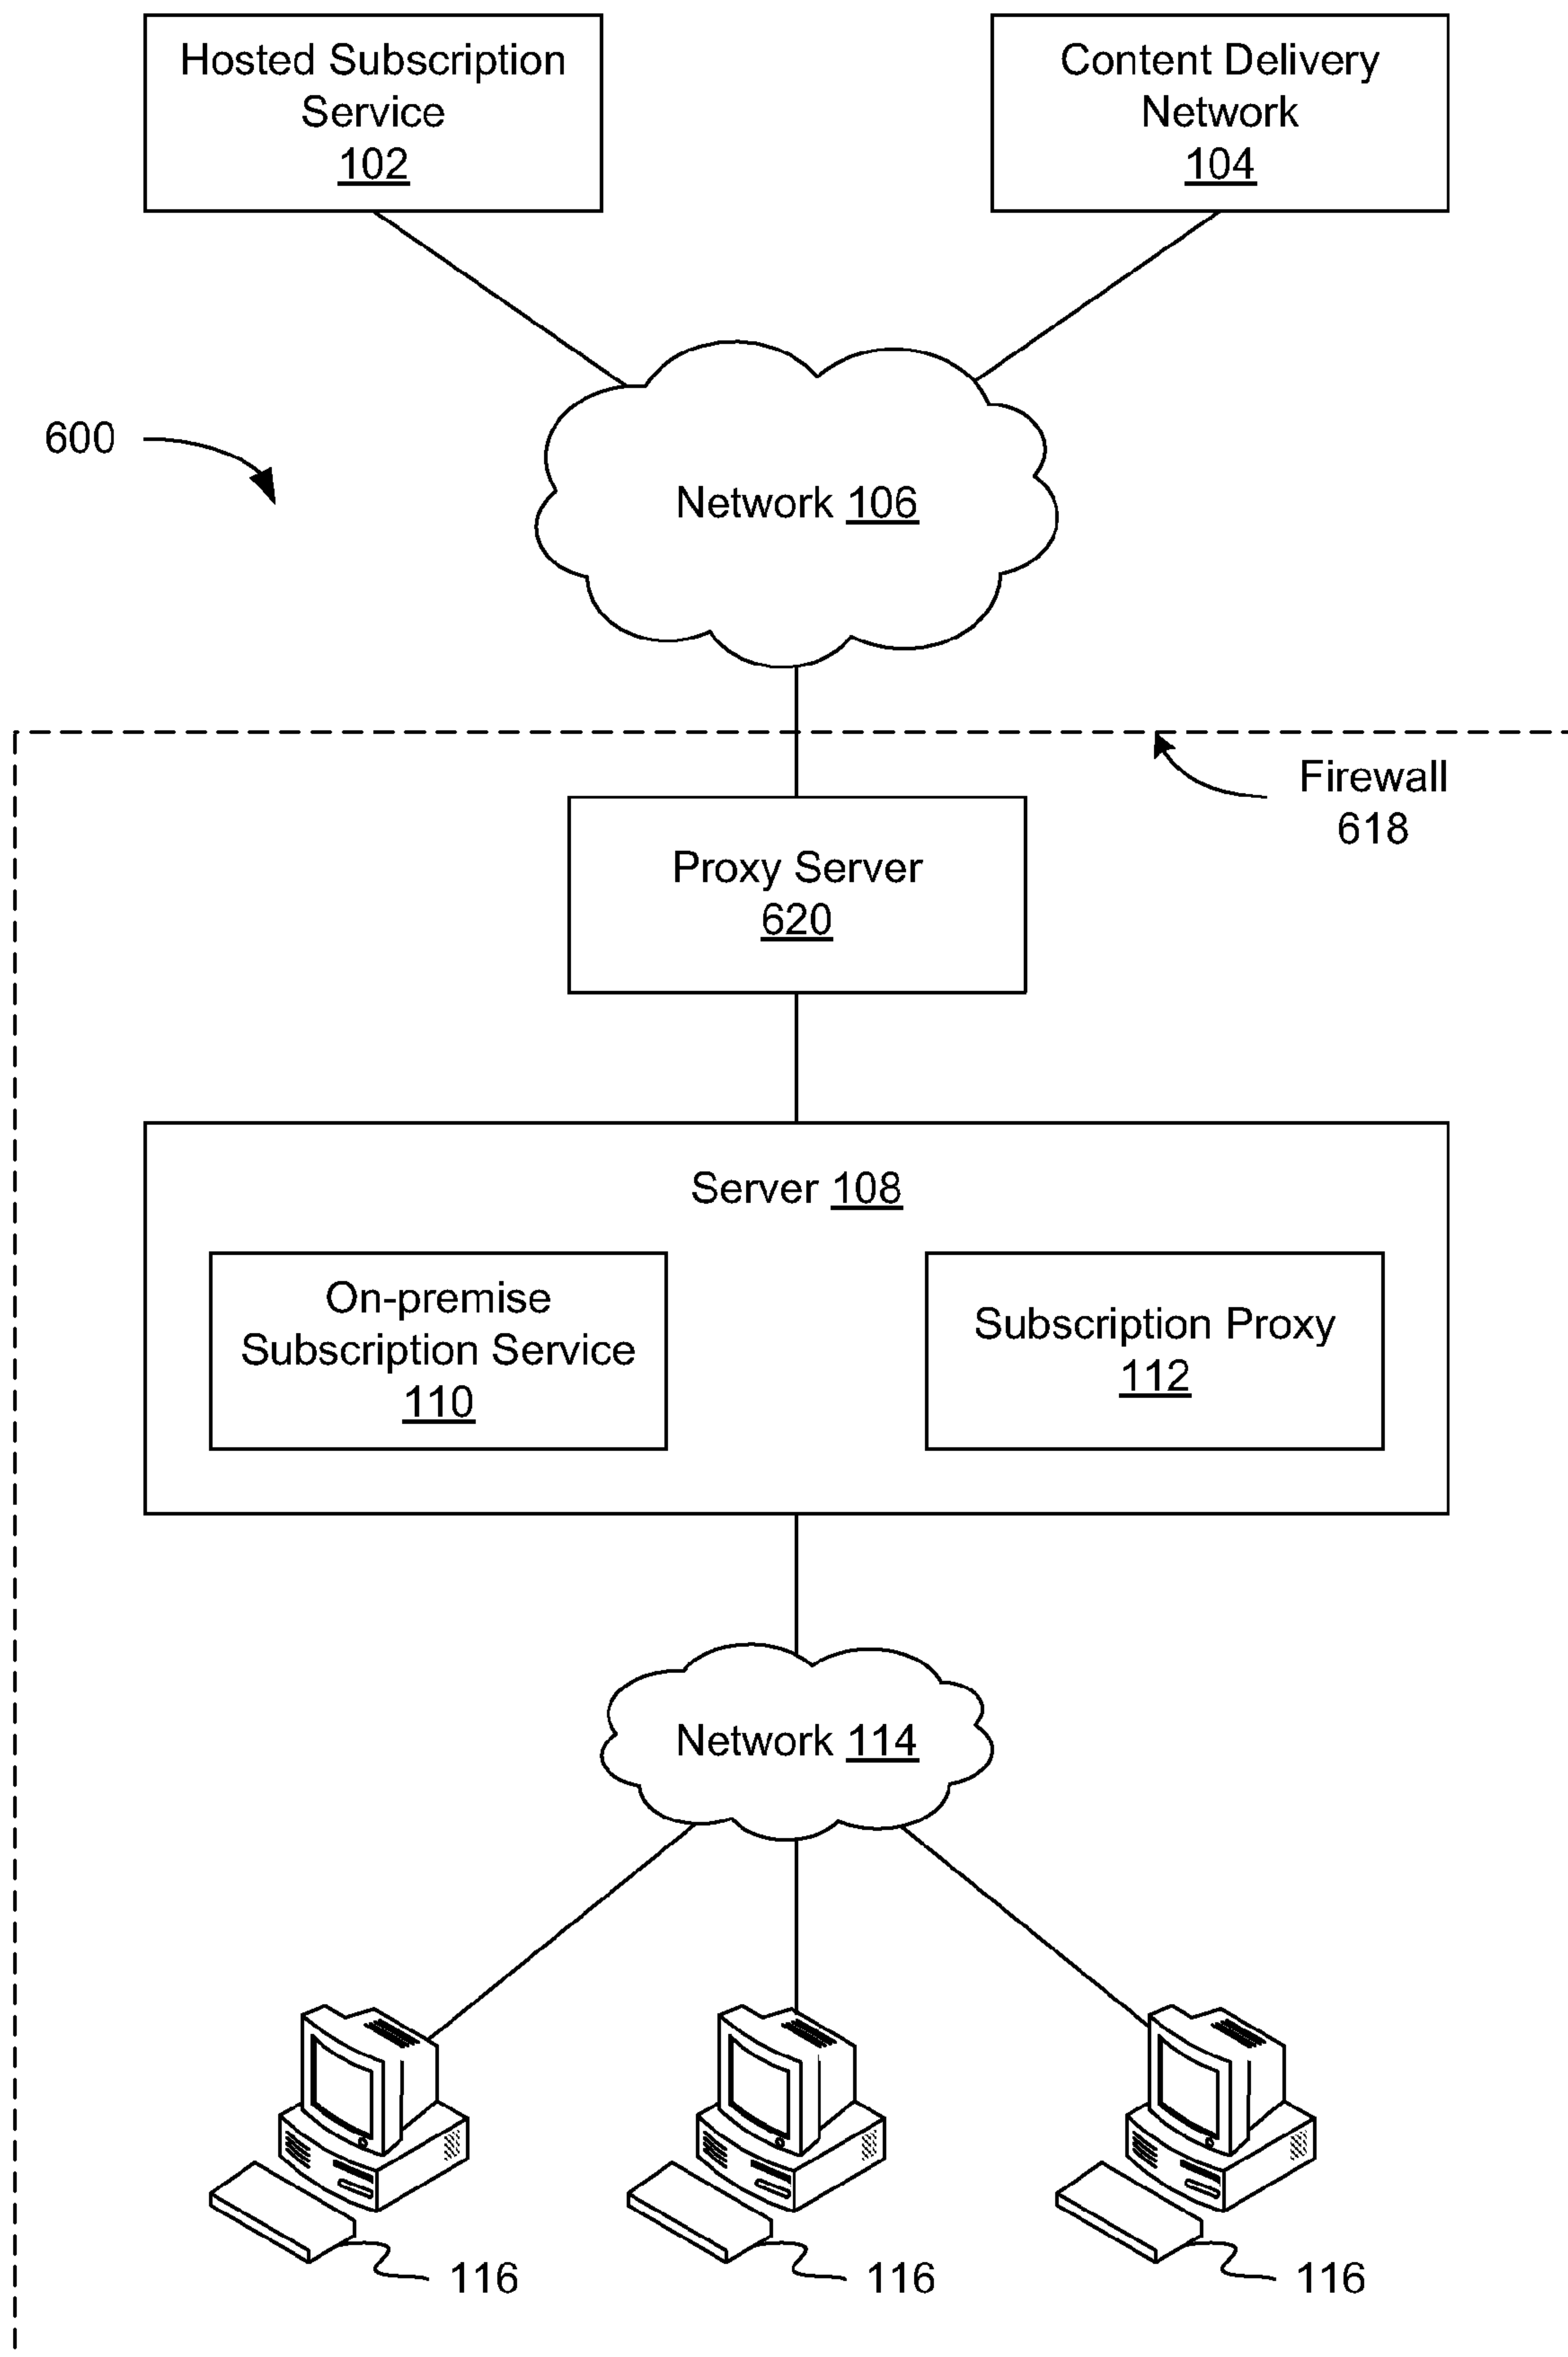 Hosted Subscription
Service
102
Content Delivery
Network
104
600
Network 106
Firewall
618
Proxy Server
620
Server 108
On-premise
Subscription Service
110
Subscription Proxy
112
Network 114
116
116
116